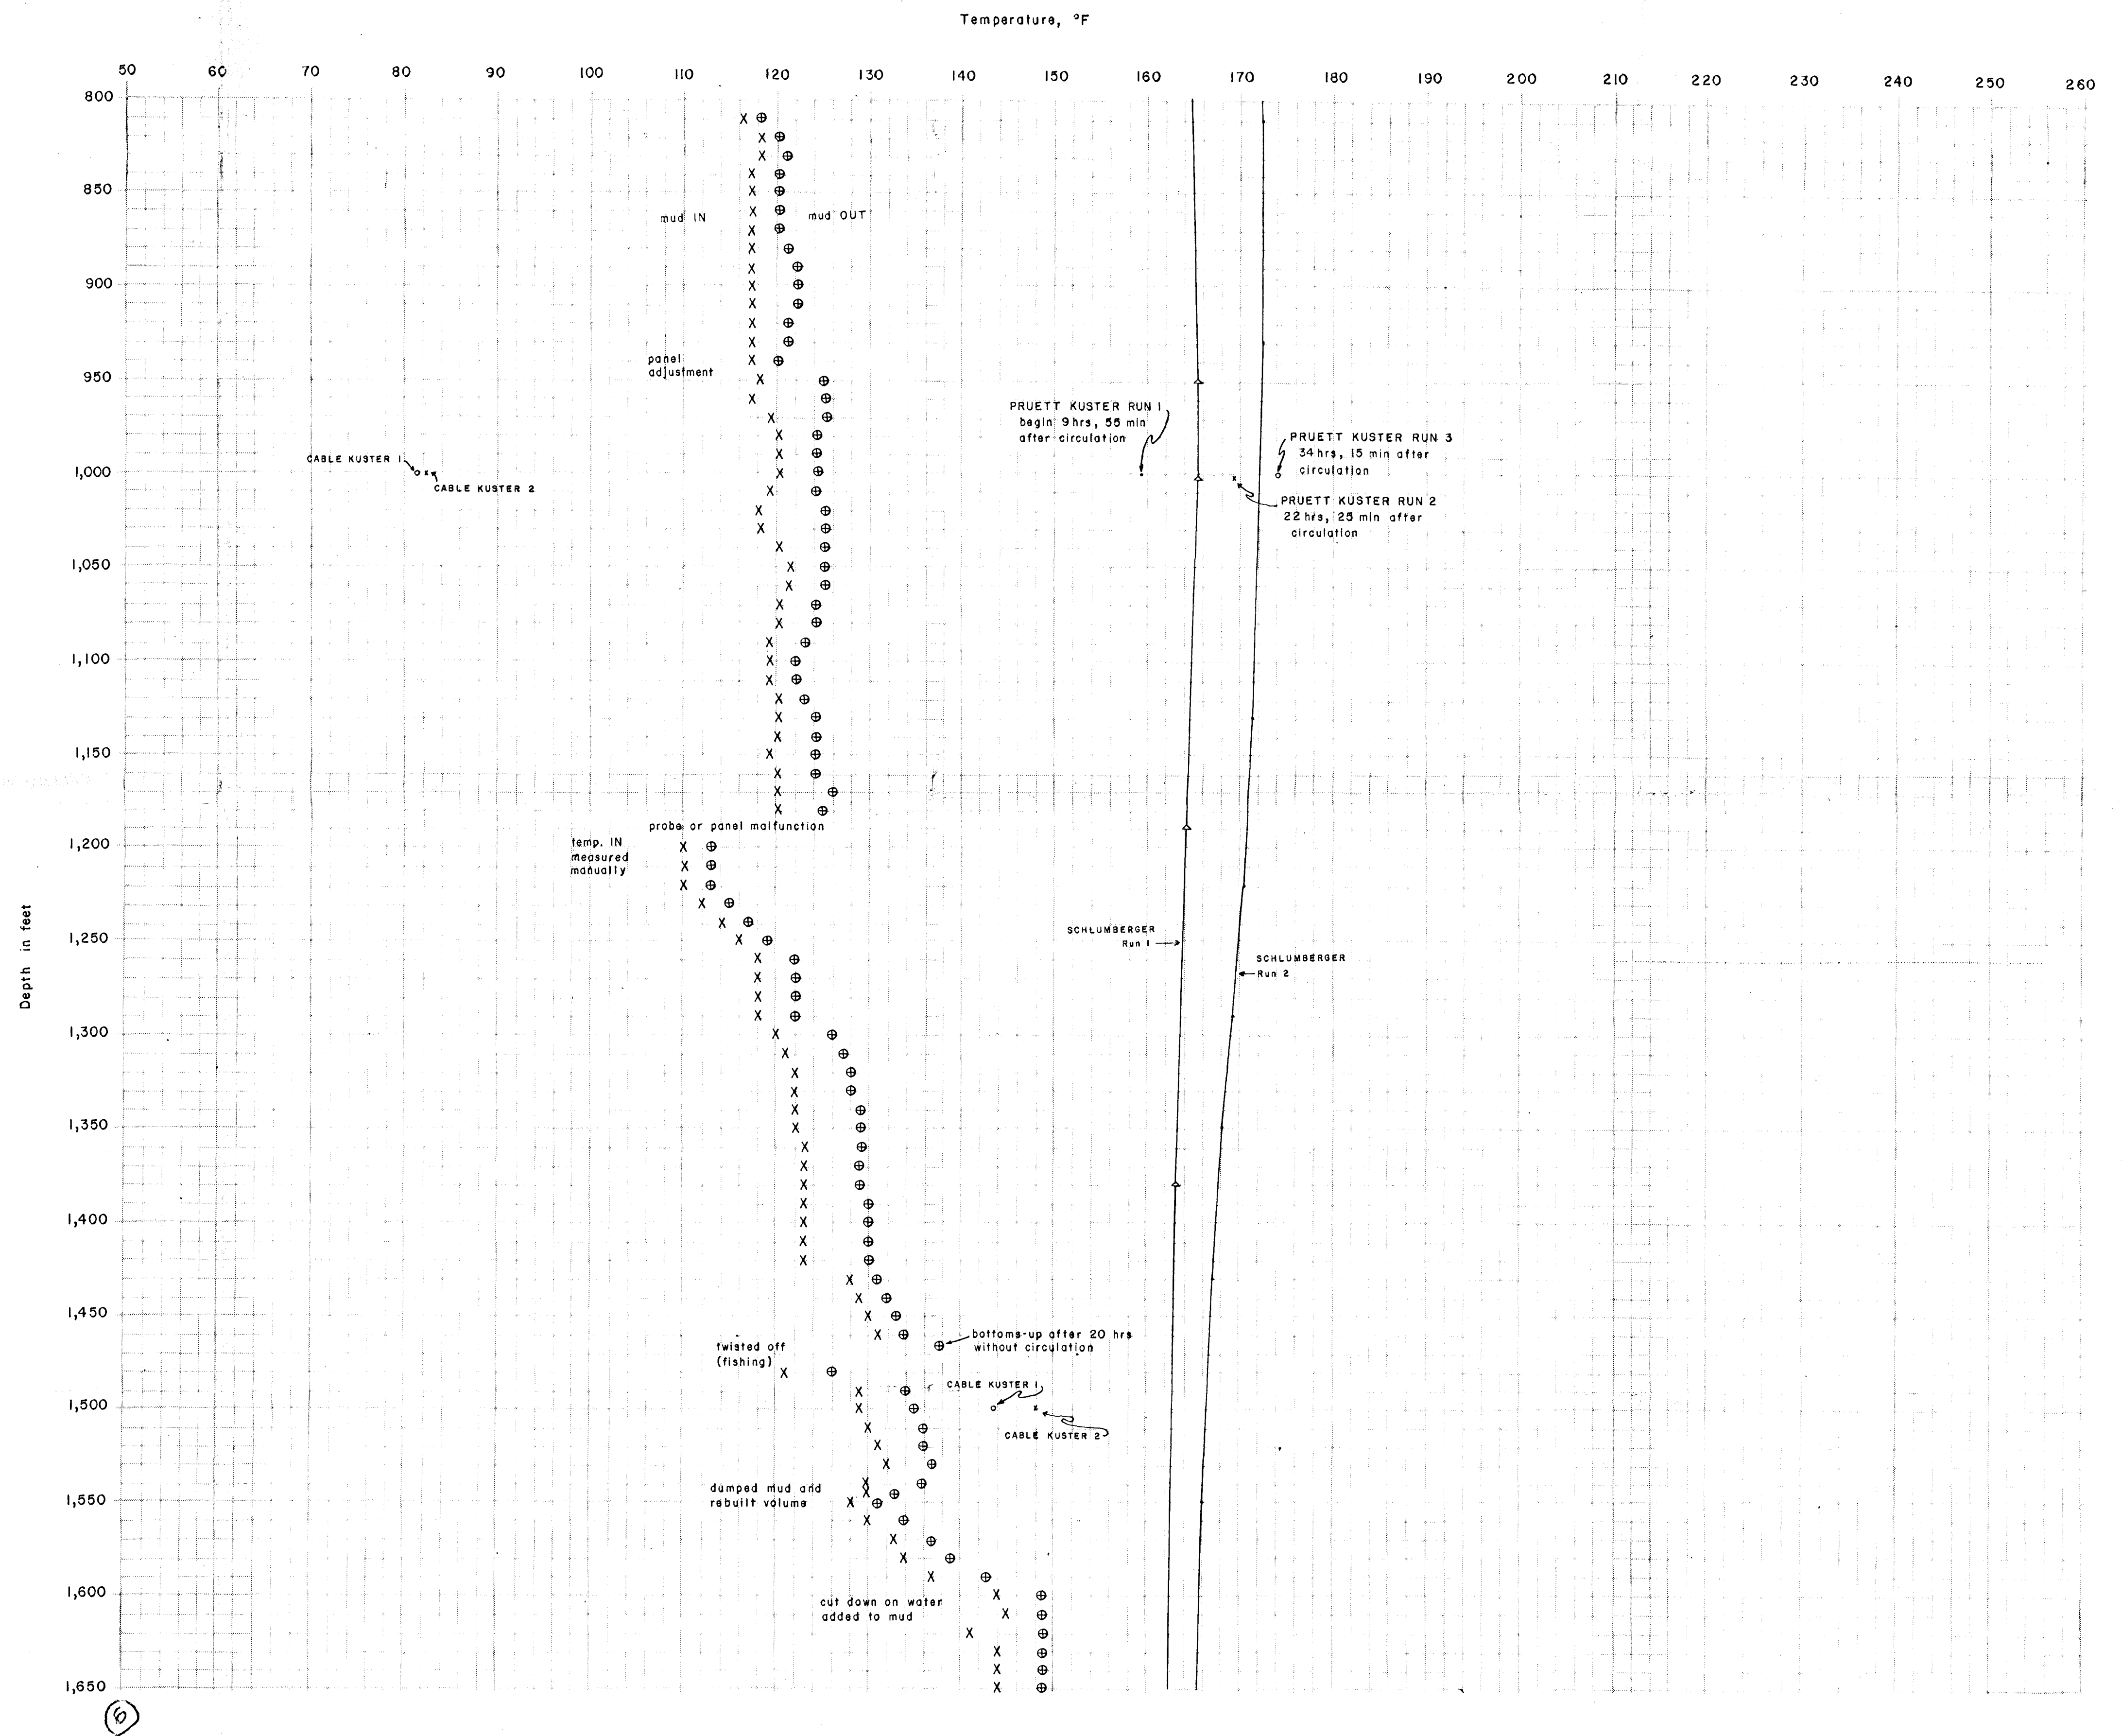 Temperature, °F
50 60 70 80 90 100 110 120 130 140 150 160 170 180 190 200 210 220 230 240 250 260
800
850
mud IN
mud OUT
900
panel
adjustment
950
PRUETT KUSTER RUN 1
begin 9 hrs, 55 min
after circulation
PRUETT KUSTER RUN 3
34 hrs, 15 min after
circulation
CABLE KUSTER 1
1,000
CABLE KUSTER 2
PRUETT KUSTER RUN 2
22 hrs, 25 min after
circulation
1,050
1,100
1,150
probe or panel malfunction
1,200
temp. IN
measured
manually
Depth in feet
1,250
SCHLUMBERGER
Run 1
SCHLUMBERGER
Run 2
1,300
1,350
1,400
1,450
bottoms-up after 20 hrs
without circulation
twisted off
(fishing)
CABLE KUSTER 1
1,500
CABLE KUSTER 2
dumped mud and
rebuilt volume
1,550
1,600
cut down on water
added to mud
1,650
6